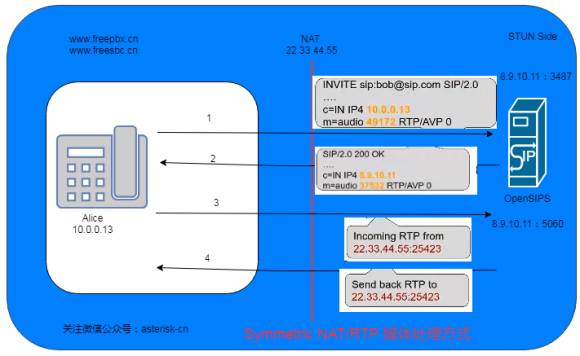 www.freepbx.cn
www.freesbc.cn
NAT
22.33.44.55
STUN Side
8.9.10.11：3487
INVITE sip:bob@sip.com SIP/2.0
....
c=IN IP4 10.0.0.13
m=audio 49172 RTP/AVP 0
1
2
SIP/2.0 200 OK
....
c=IN IP4 8.9.10.11
m=audio 37532 RTP/AVP 0
SIP
OpenSIPS
Alice
10.0.0.13
3
8.9.10.11：5060
Incoming RTP from
22.33.44.55:25423
4
Send back RTP to
22.33.44.55:25423
关注微信公众号：asterisk-cn
Symmetric NAT/RTP 媒体处理方式